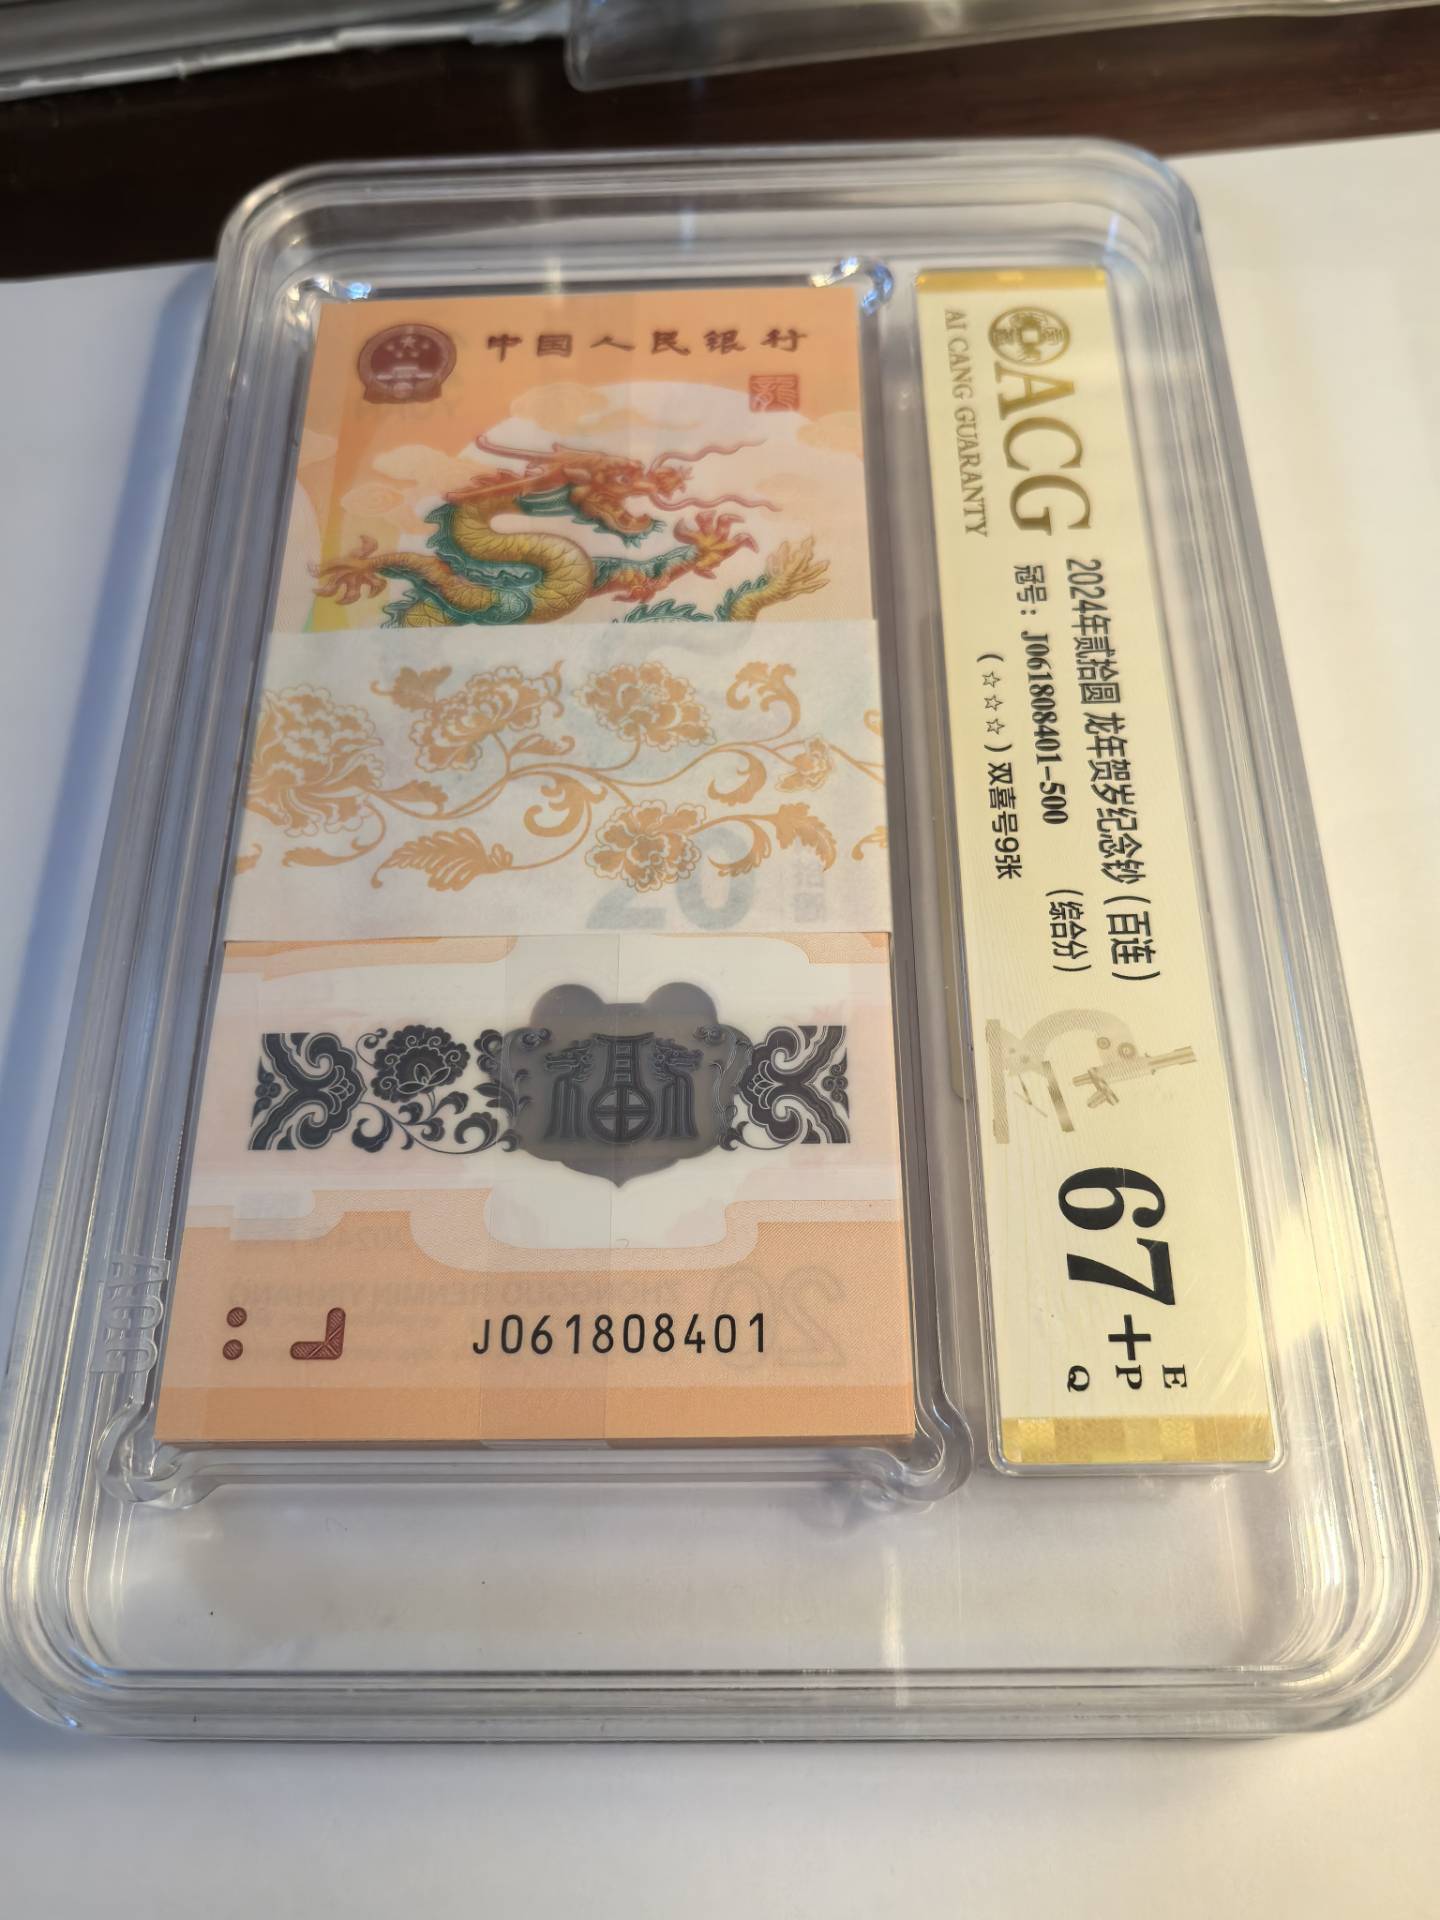 中国人民银行
龍
20
J061808401
ACG
AI CANG GUARANTY
2024年贰拾圆 龙年贺岁纪念钞（百连）
冠号：J061808401-500 （综合分）
（☆☆☆）双喜号9张
67+
E
P
Q